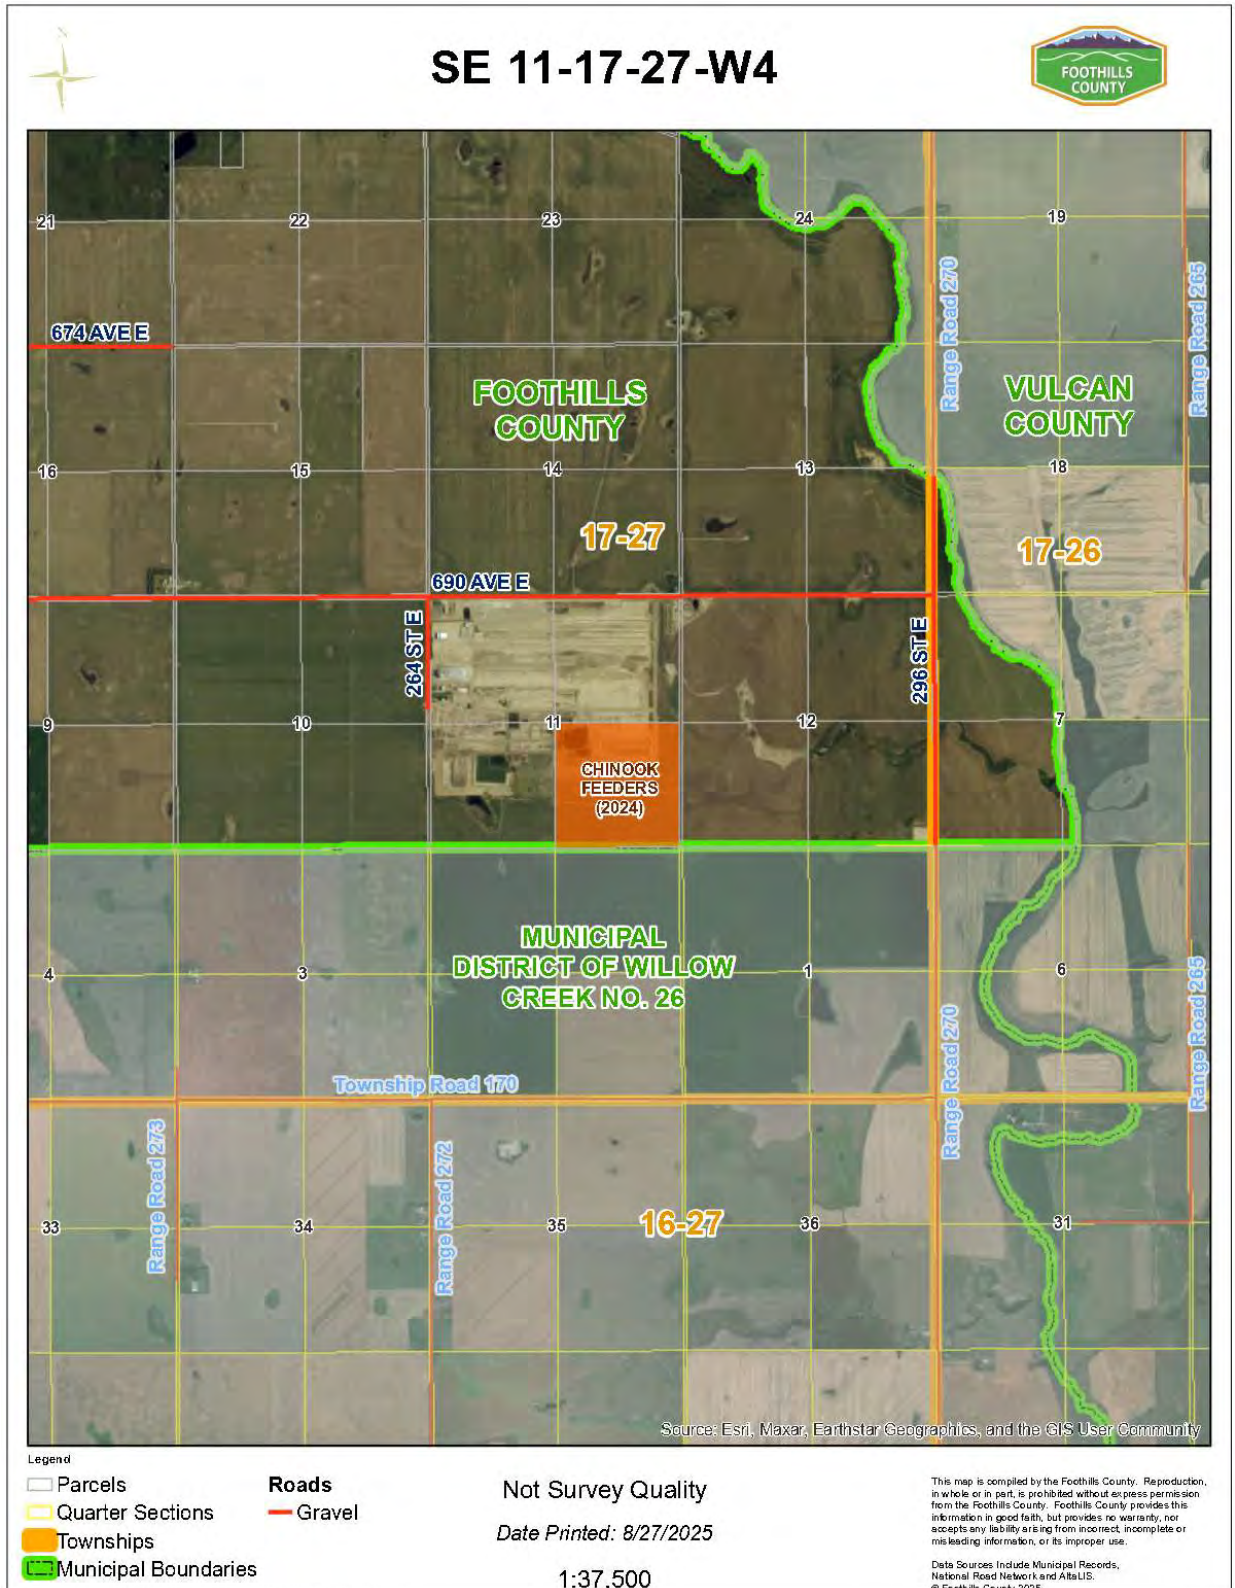 N
SE 11-17-27-W4
FOOTHILLS
COUNTY
21
22
23
24
19
Range Road 270
Range Road 265
674 AVE E
FOOTHILLS
COUNTY
VULCAN
COUNTY
16
15
14
13
18
17-27
17-26
690 AVE E
264 ST E
296 ST E
9
10
11
12
7
CHINOOK
FEEDERS
(2024)
MUNICIPAL
DISTRICT OF WILLOW
CREEK NO. 26
4
3
1
6
Range Road 270
Range Road 265
Township Road 170
Range Road 273
Range Road 272
33
34
35
16-27
36
31
Source: Esri, Maxar, Earthstar Geographics, and the GIS User Community
Legend
Parcels
Quarter Sections
Townships
Municipal Boundaries
Roads
Gravel
Not Survey Quality
Date Printed: 8/27/2025
1:37,500
This map is compiled by the Foothills County. Reproduction,
in whole or in part, is prohibited without express permission
from the Foothills County. Foothills County provides this
information in good faith, but provides no warranty, nor
accepts any liability arising from incorrect, incomplete or
misleading information, or its improper use.
Data Sources Include Municipal Records,
National Road Network and AltaLIS.
© Foothills County 2025